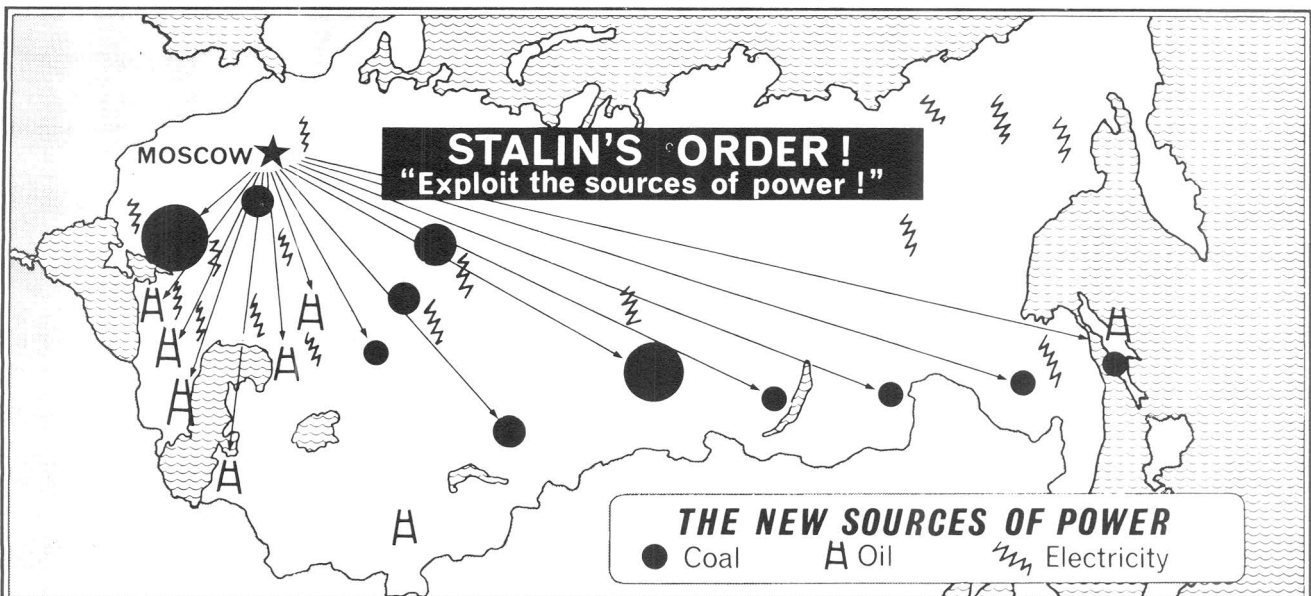 STALIN'S ORDER!
"Exploit the sources of power!"
MOSCOW
THE NEW SOURCES OF POWER
Coal
Oil
Electricity